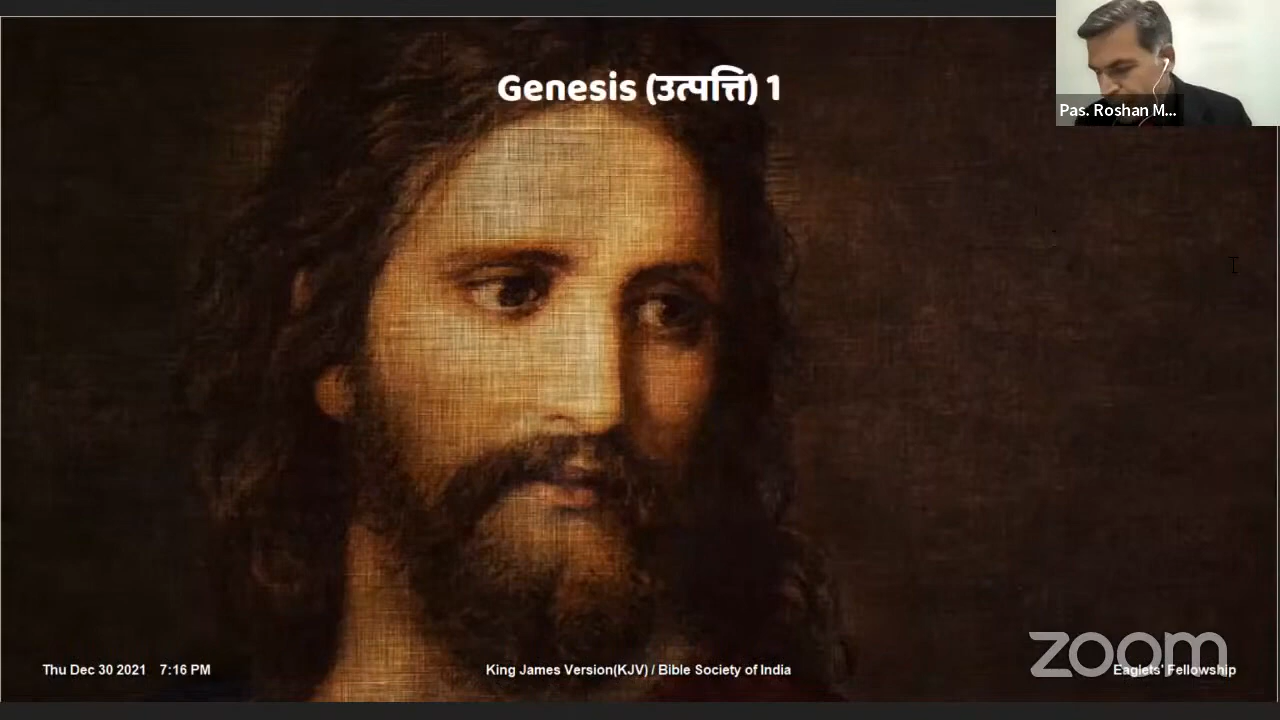 Genesis (उत्पत्ति) 1
Pas. Roshan M...
zoom
Thu Dec 30 2021 7:16 PM
King James Version(KJV) / Bible Society of India
Eaglets' Fellowship